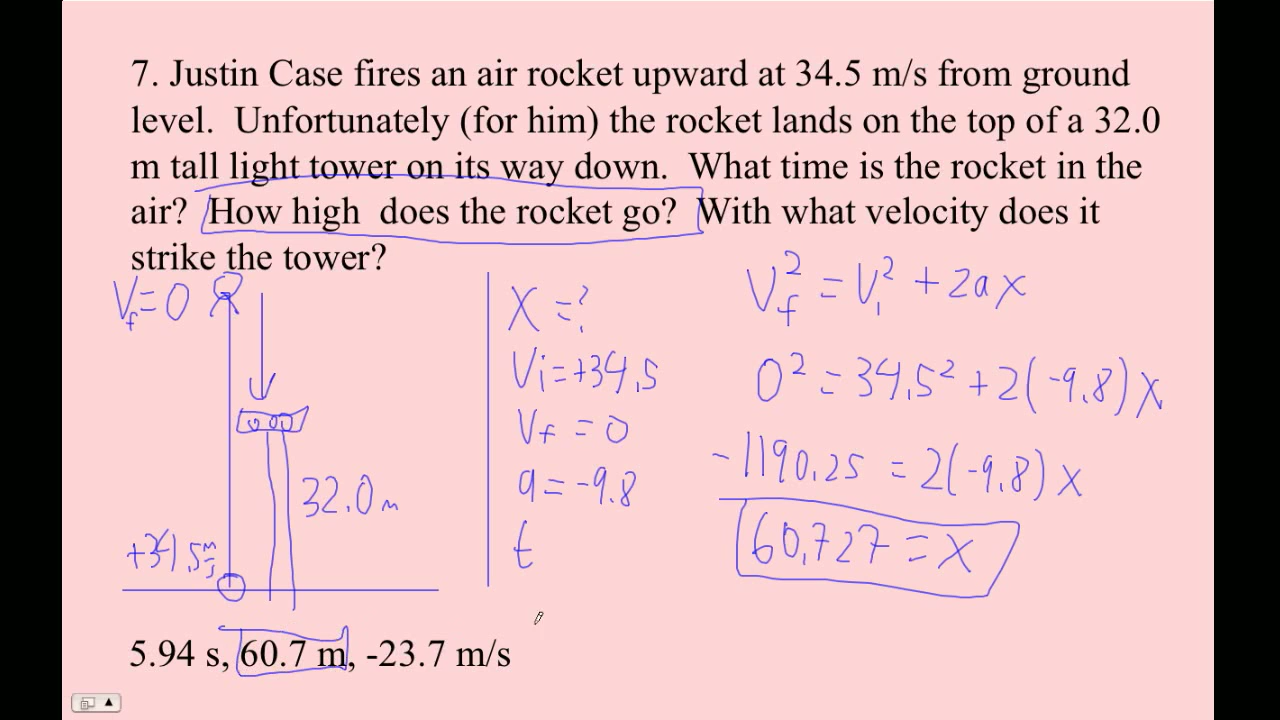 7. Justin Case fires an air rocket upward at 34.5 m/s from ground
level. Unfortunately (for him) the rocket lands on the top of a 32.0
m tall light tower on its way down. What time is the rocket in the
air? How high does the rocket go? With what velocity does it
strike the tower?
Vf=0
32.0 m
+34.5 m/s
X=?
Vi=+34.5
Vf=0
a=-9.8
t
Vf²=Vi²+2ax
0²=34.5²+2(-9.8)x
-1190.25=2(-9.8)x
60.727=x
5.94 s, 60.7 m, -23.7 m/s